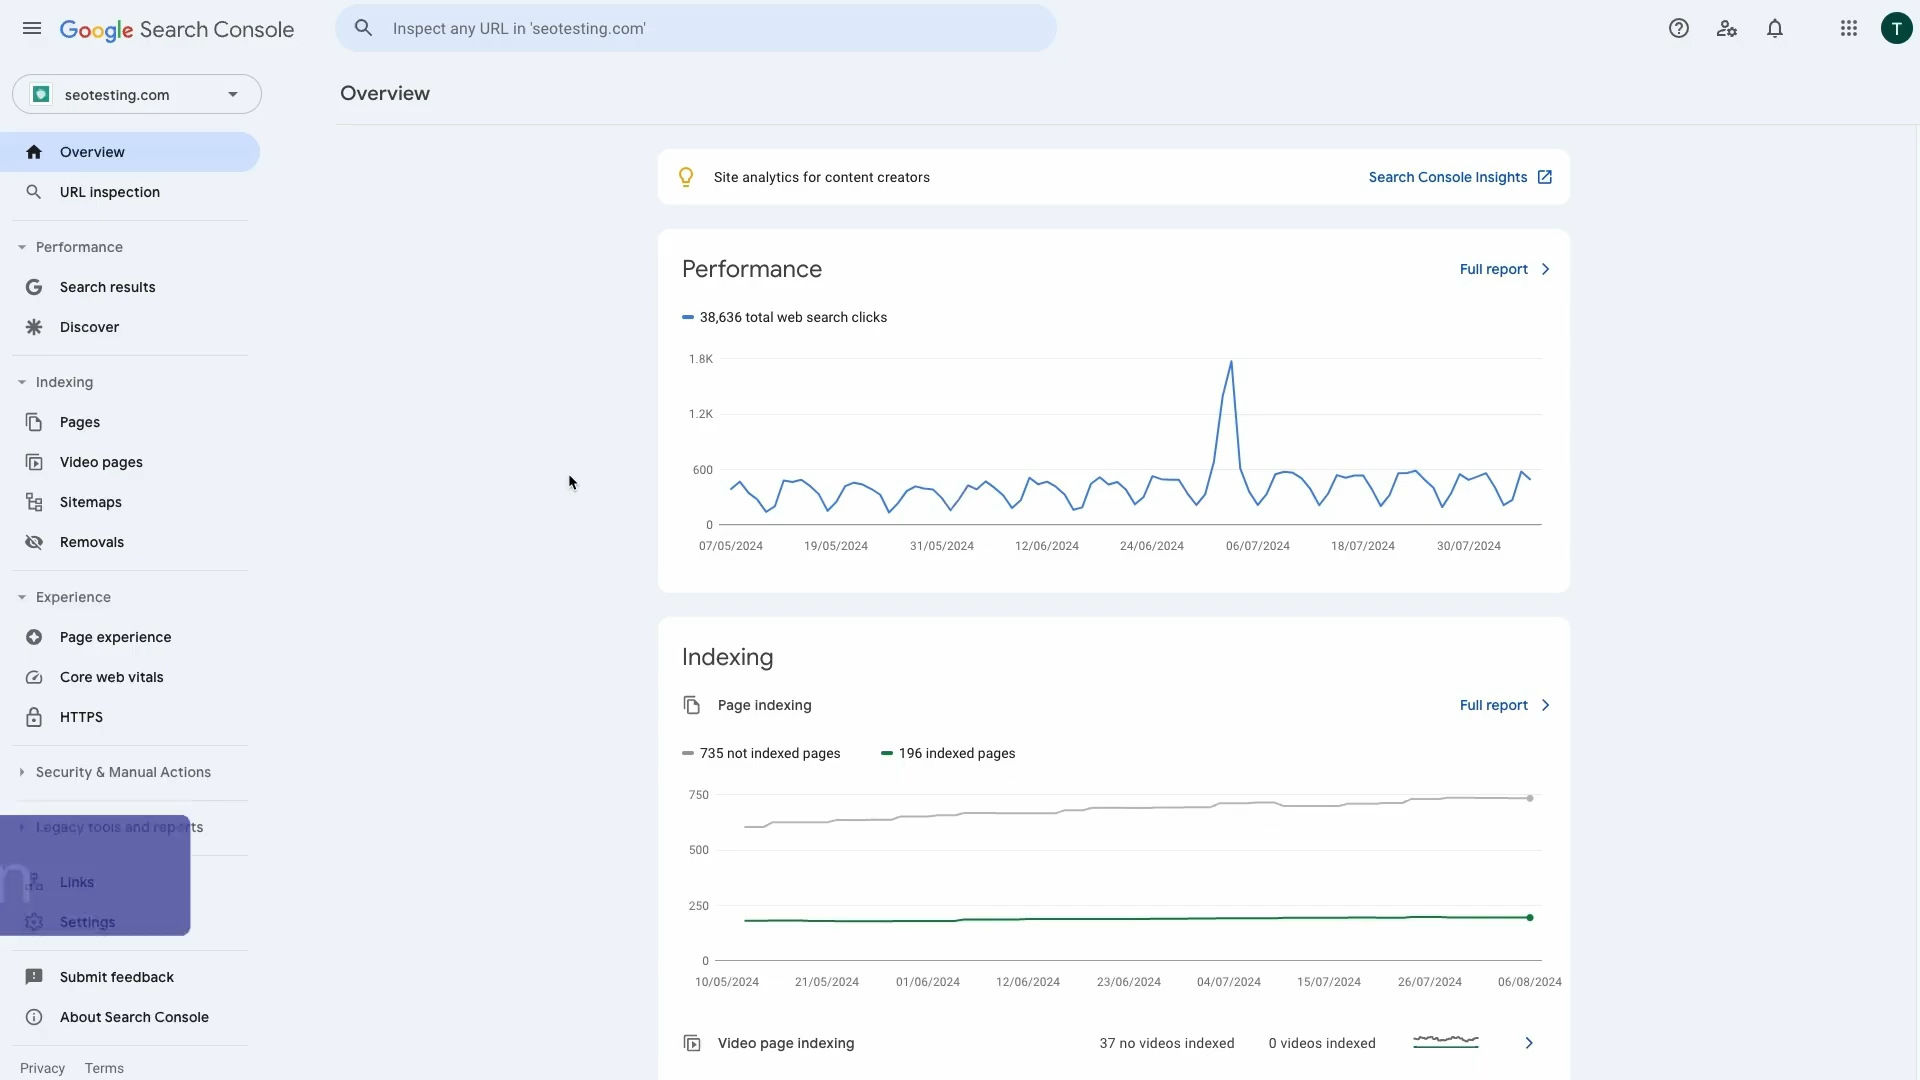 Google Search Console
Inspect any URL in 'seotesting.com'
T
seotesting.com
Overview
Overview
URL inspection
Performance
Search results
Discover
Indexing
Pages
Video pages
Sitemaps
Removals
Experience
Page experience
Core web vitals
HTTPS
Security & Manual Actions
Legacy tools and reports
n
Links
Settings
Submit feedback
About Search Console
Privacy Terms
Site analytics for content creators
Search Console Insights
Performance
Full report
38,636 total web search clicks
1.8K
1.2K
600
0
07/05/2024 19/05/2024 31/05/2024 12/06/2024 24/06/2024 06/07/2024 18/07/2024 30/07/2024
Indexing
Page indexing
Full report
735 not indexed pages 196 indexed pages
750
500
250
0
10/05/2024 21/05/2024 01/06/2024 12/06/2024 23/06/2024 04/07/2024 15/07/2024 26/07/2024 06/08/2024
Video page indexing 37 no videos indexed 0 videos indexed